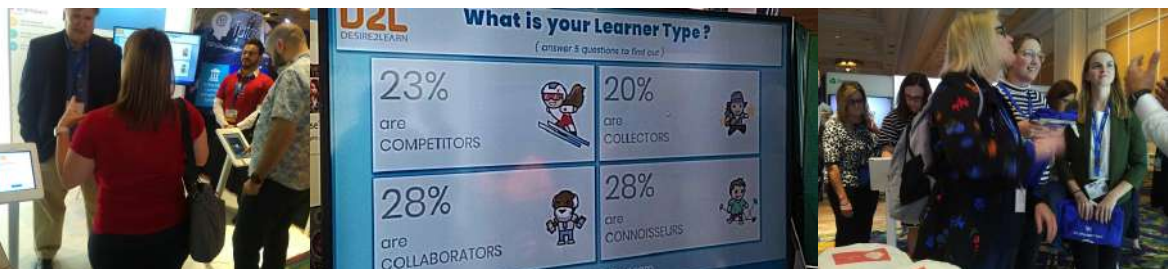 D2L
DESIRE2LEARN
What is your Learner Type ?
( answer 5 questions to find out )
23%
are
COMPETITORS
20%
are
COLLECTORS
28%
are
COLLABORATORS
28%
are
CONNOISSEURS